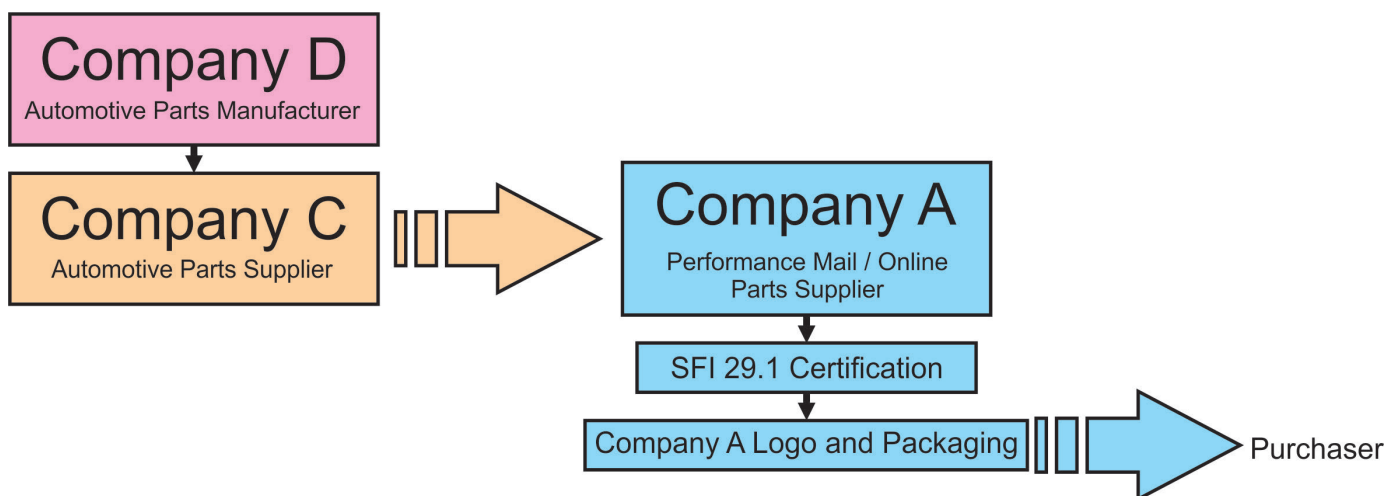 Company D
Automotive Parts Manufacturer
Company C
Automotive Parts Supplier
Company A
Performance Mail / Online
Parts Supplier
SFI 29.1 Certification
Company A Logo and Packaging
Purchaser